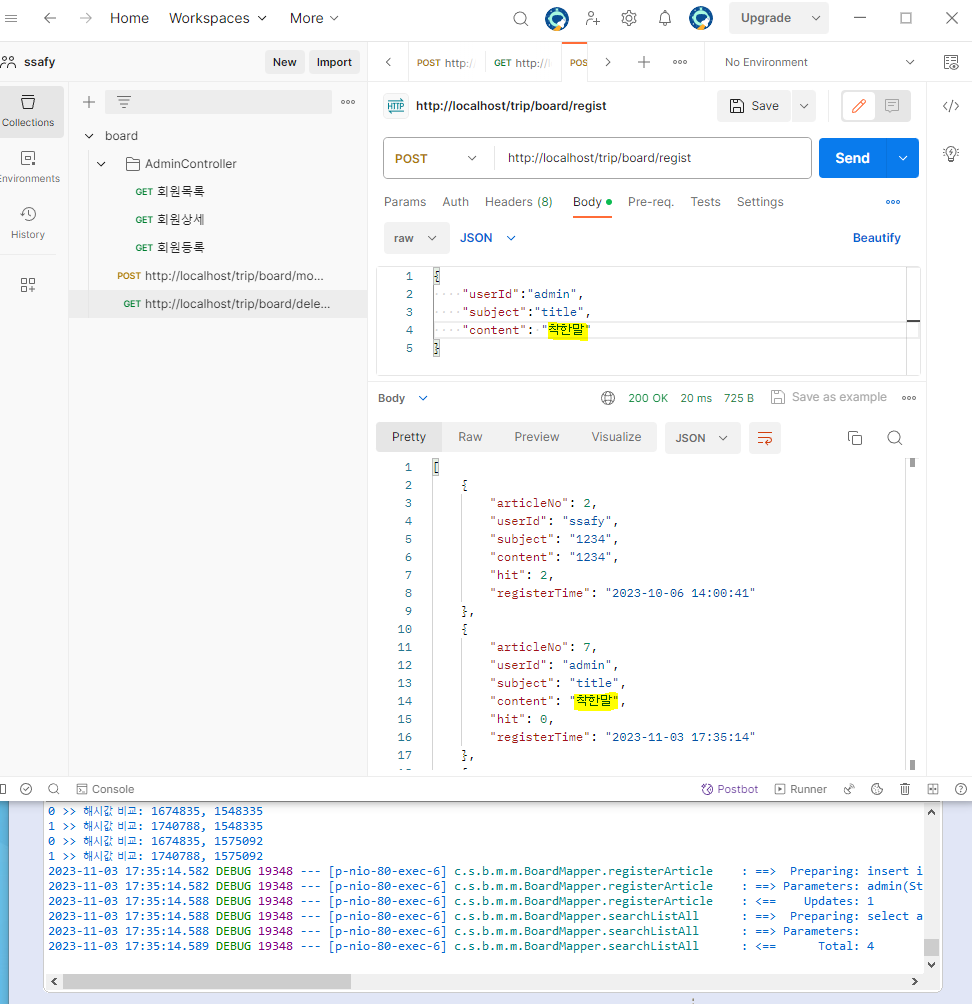 Home Workspaces More Upgrade
ssafy New Import POST http:/ GET http://l POS No Environment
Collections
Environments
History
board
AdminController
GET 회원목록
GET 회원상세
GET 회원등록
POST http://localhost/trip/board/mo...
GET http://localhost/trip/board/dele...
HTTP http://localhost/trip/board/regist Save
POST http://localhost/trip/board/regist Send
Params Auth Headers (8) Body Pre-req. Tests Settings
raw JSON Beautify
1 {
2 "userId":"admin",
3 "subject":"title",
4 "content": "착한말"
5 }
Body 200 OK 20 ms 725 B Save as example
Pretty Raw Preview Visualize JSON
1 [
2 {
3 "articleNo": 2,
4 "userId": "ssafy",
5 "subject": "1234",
6 "content": "1234",
7 "hit": 2,
8 "registerTime": "2023-10-06 14:00:41"
9 },
10 {
11 "articleNo": 7,
12 "userId": "admin",
13 "subject": "title",
14 "content": "착한말",
15 "hit": 0,
16 "registerTime": "2023-11-03 17:35:14"
17 },
Console Postbot Runner
0 >> 해시값 비교: 1674835, 1548335
1 >> 해시값 비교: 1740788, 1548335
0 >> 해시값 비교: 1674835, 1575092
1 >> 해시값 비교: 1740788, 1575092
2023-11-03 17:35:14.582 DEBUG 19348 --- [p-nio-80-exec-6] c.s.b.m.m.BoardMapper.registerArticle : ==> Preparing: insert i
2023-11-03 17:35:14.582 DEBUG 19348 --- [p-nio-80-exec-6] c.s.b.m.m.BoardMapper.registerArticle : ==> Parameters: admin(St
2023-11-03 17:35:14.588 DEBUG 19348 --- [p-nio-80-exec-6] c.s.b.m.m.BoardMapper.registerArticle : <== Updates: 1
2023-11-03 17:35:14.588 DEBUG 19348 --- [p-nio-80-exec-6] c.s.b.m.m.BoardMapper.searchListAll : ==> Preparing: select a
2023-11-03 17:35:14.588 DEBUG 19348 --- [p-nio-80-exec-6] c.s.b.m.m.BoardMapper.searchListAll : ==> Parameters:
2023-11-03 17:35:14.589 DEBUG 19348 --- [p-nio-80-exec-6] c.s.b.m.m.BoardMapper.searchListAll : <== Total: 4